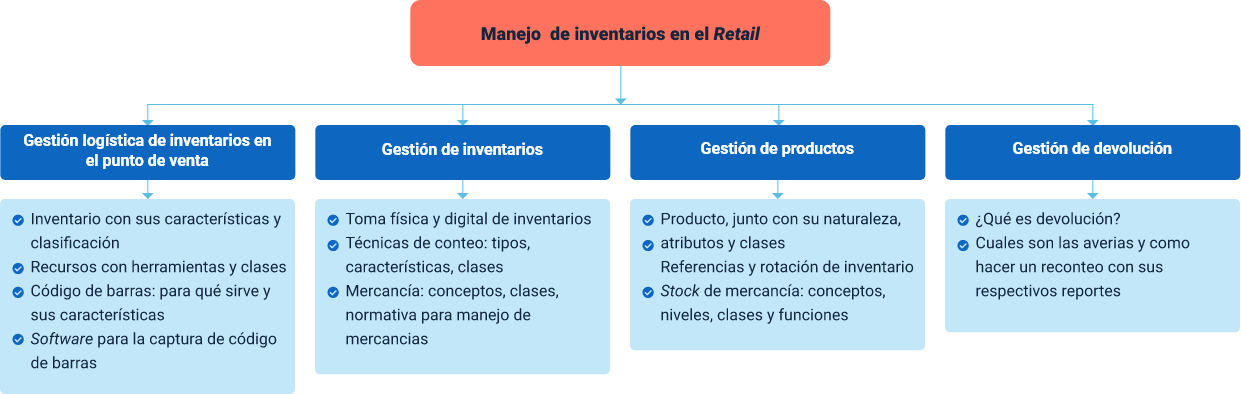 Manejo  de inventarios en el Retail
Gestión logística de inventarios en
el punto de venta
Inventario con sus características y
clasificación
Recursos con herramientas y clases
Código de barras: para qué sirve y
sus características
Software para la captura de código
de barras
Gestión de inventarios
Toma física y digital de inventarios
Técnicas de conteo: tipos,
características, clases
Mercancía: conceptos, clases,
normativa para manejo de
mercancias
Gestión de productos
Producto, junto con su naturaleza,
atributos y clases
Referencias y rotación de inventario
Stock de mercancía: conceptos,
niveles, clases y funciones
Gestión de devolución
¿Qué es devolución?
Cuales son las averias y como
hacer un reconteo con sus
respectivos reportes